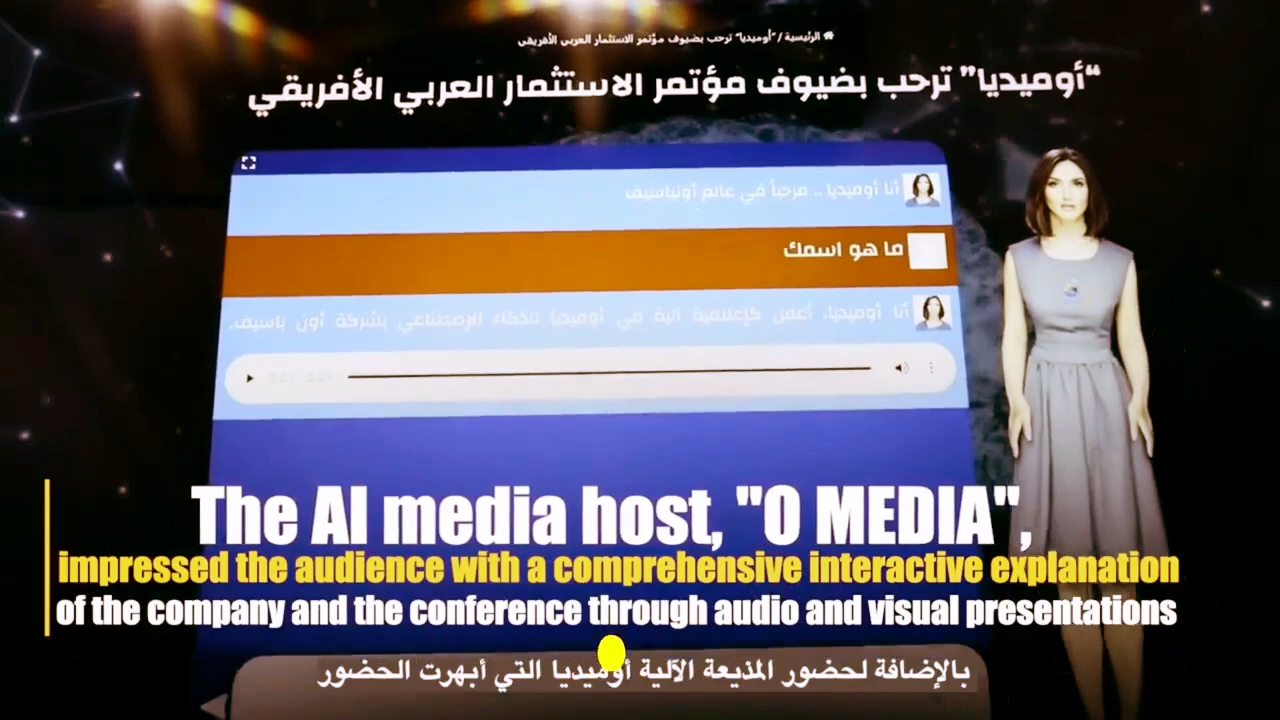 الرئيسية / "أوميديا" ترحب بضيوف مؤتمر الاستثمار العربي الأفريقي
"أوميديا" ترحب بضيوف مؤتمر الاستثمار العربي الأفريقي
أنا أوميديا .. مرحباً في عالم أونباسيف
ما هو اسمك
أنا أوميديا، أعمل كإعلامية آلية في أوميديا للذكاء الإصطناعي بشركة أون باسيف.
The AI media host, "O MEDIA",
impressed the audience with a comprehensive interactive explanation
of the company and the conference through audio and visual presentations
بالإضافة لحضور المذيعة الآلية أوميديا التي أبهرت الحضور